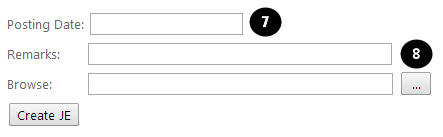 Posting Date: 7
Remarks: 8
Browse: ...
Create JE